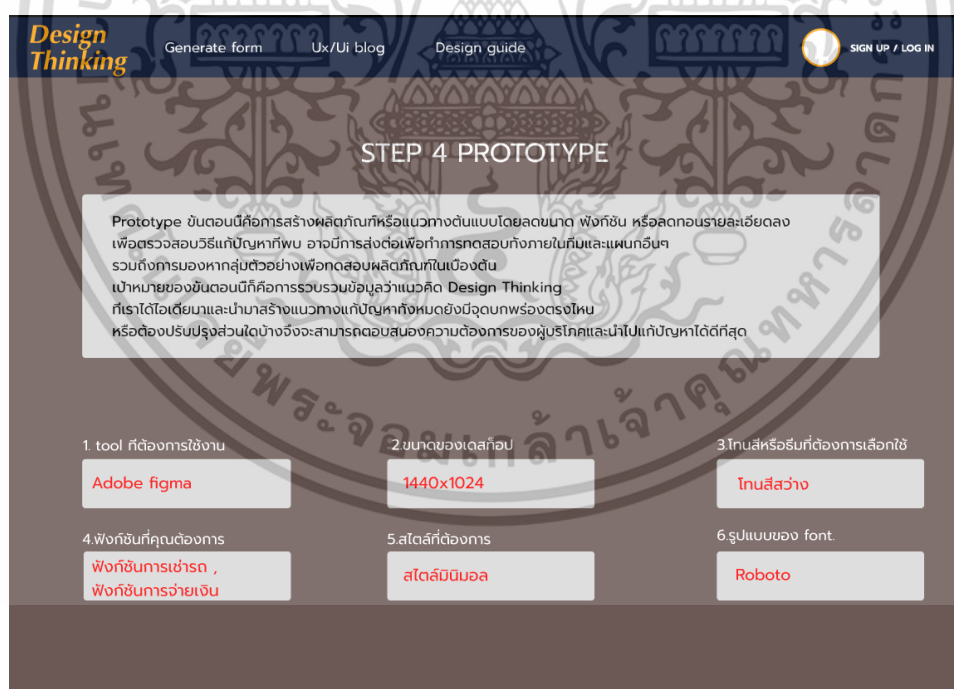 Design
Thinking
Generate form
Ux/Ui blog
Design guide
SIGN UP / LOG IN
STEP 4 PROTOTYPE
Prototype ขั้นตอนนี้คือการสร้างผลิตภัณฑ์หรือแนวทางต้นแบบโดยลดขนาด ฟังก์ชัน หรือลดทอนรายละเอียดลง
เพื่อตรวจสอบวิธีแก้ปัญหาที่พบ อาจมีการส่งต่อเพื่อทำการทดสอบทั้งภายในทีมและแผนกอื่นๆ
รวมถึงการมองหากลุ่มตัวอย่างเพื่อทดสอบผลิตภัณฑ์ในเบื้องต้น
เป้าหมายของขั้นตอนนี้ก็คือการรวบรวมข้อมูลว่าแนวคิด Design Thinking
ที่เราได้ไอเดียมาและนำมาสร้างแนวทางแก้ปัญหาทั้งหมดยังมีจุดบกพร่องตรงไหน
หรือต้องปรับปรุงส่วนใดบ้างจึงจะสามารถตอบสนองความต้องการของผู้บริโภคและนำไปแก้ปัญหาได้ดีที่สุด
1. tool ที่ต้องการใช้งาน
2.ขนาดของเดสก์ท็อป
3.โทนสีหรือธีมที่ต้องการเลือกใช้
Adobe figma
1440x1024
โทนสีสว่าง
4.ฟังก์ชันที่คุณต้องการ
5.สไตล์ที่ต้องการ
6.รูปแบบของ font.
ฟังก์ชันการเช่ารถ ,
ฟังก์ชันการจ่ายเงิน
สไตล์มินิมอล
Roboto